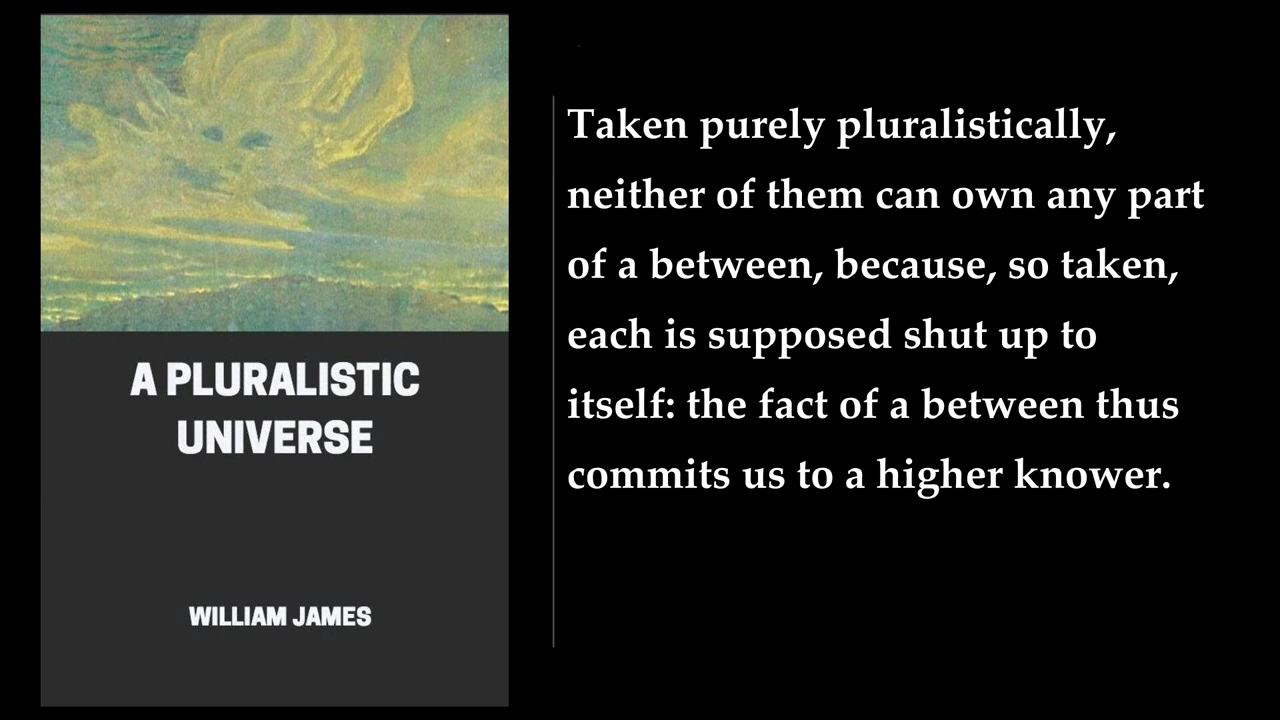 A PLURALISTIC
UNIVERSE
WILLIAM JAMES
Taken purely pluralistically,
neither of them can own any part
of a between, because, so taken,
each is supposed shut up to
itself: the fact of a between thus
commits us to a higher knower.